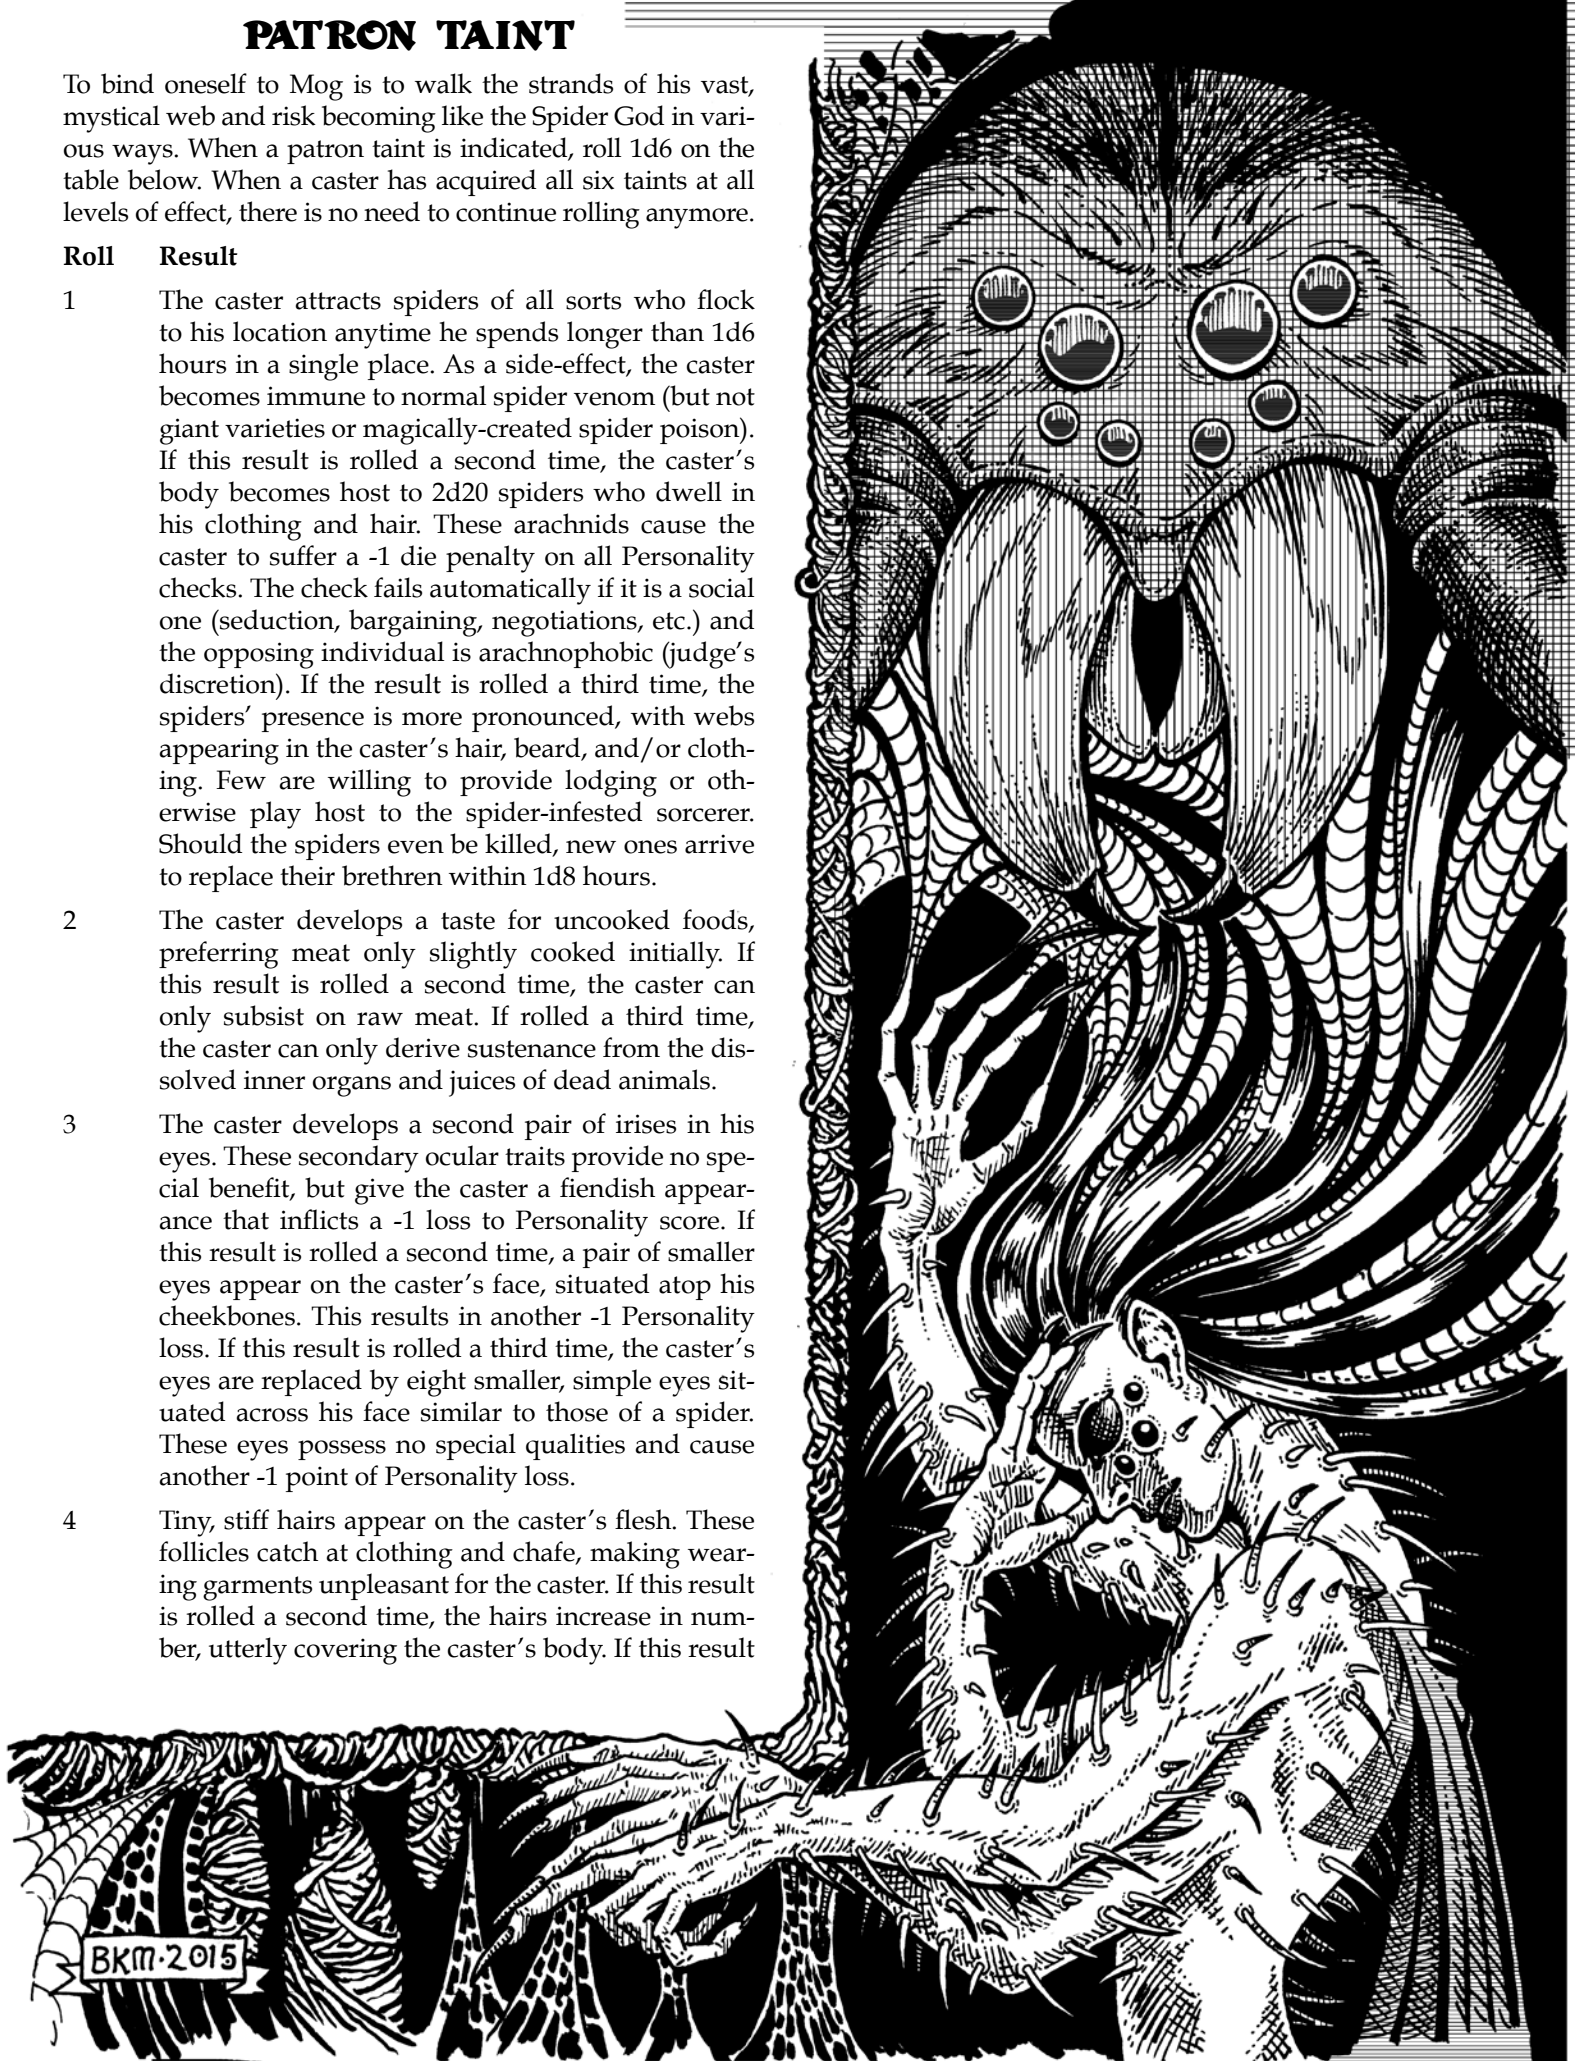 PATRON TAINT
To bind oneself to Mog is to walk the strands of his vast,
mystical web and risk becoming like the Spider God in vari-
ous ways. When a patron taint is indicated, roll 1d6 on the
table below. When a caster has acquired all six taints at all
levels of effect, there is no need to continue rolling anymore.
Roll Result
1 The caster attracts spiders of all sorts who flock
to his location anytime he spends longer than 1d6
hours in a single place. As a side-effect, the caster
becomes immune to normal spider venom (but not
giant varieties or magically-created spider poison).
If this result is rolled a second time, the caster’s
body becomes host to 2d20 spiders who dwell in
his clothing and hair. These arachnids cause the
caster to suffer a -1 die penalty on all Personality
checks. The check fails automatically if it is a social
one (seduction, bargaining, negotiations, etc.) and
the opposing individual is arachnophobic (judge’s
discretion). If the result is rolled a third time, the
spiders’ presence is more pronounced, with webs
appearing in the caster’s hair, beard, and/or cloth-
ing. Few are willing to provide lodging or oth-
erwise play host to the spider-infested sorcerer.
Should the spiders even be killed, new ones arrive
to replace their brethren within 1d8 hours.
2 The caster develops a taste for uncooked foods,
preferring meat only slightly cooked initially. If
this result is rolled a second time, the caster can
only subsist on raw meat. If rolled a third time,
the caster can only derive sustenance from the dis-
solved inner organs and juices of dead animals.
3 The caster develops a second pair of irises in his
eyes. These secondary ocular traits provide no spe-
cial benefit, but give the caster a fiendish appear-
ance that inflicts a -1 loss to Personality score. If
this result is rolled a second time, a pair of smaller
eyes appear on the caster’s face, situated atop his
cheekbones. This results in another -1 Personality
loss. If this result is rolled a third time, the caster’s
eyes are replaced by eight smaller, simple eyes sit-
uated across his face similar to those of a spider.
These eyes possess no special qualities and cause
another -1 point of Personality loss.
4 Tiny, stiff hairs appear on the caster’s flesh. These
follicles catch at clothing and chafe, making wear-
ing garments unpleasant for the caster. If this result
is rolled a second time, the hairs increase in num-
ber, utterly covering the caster’s body. If this result
BKM·2015